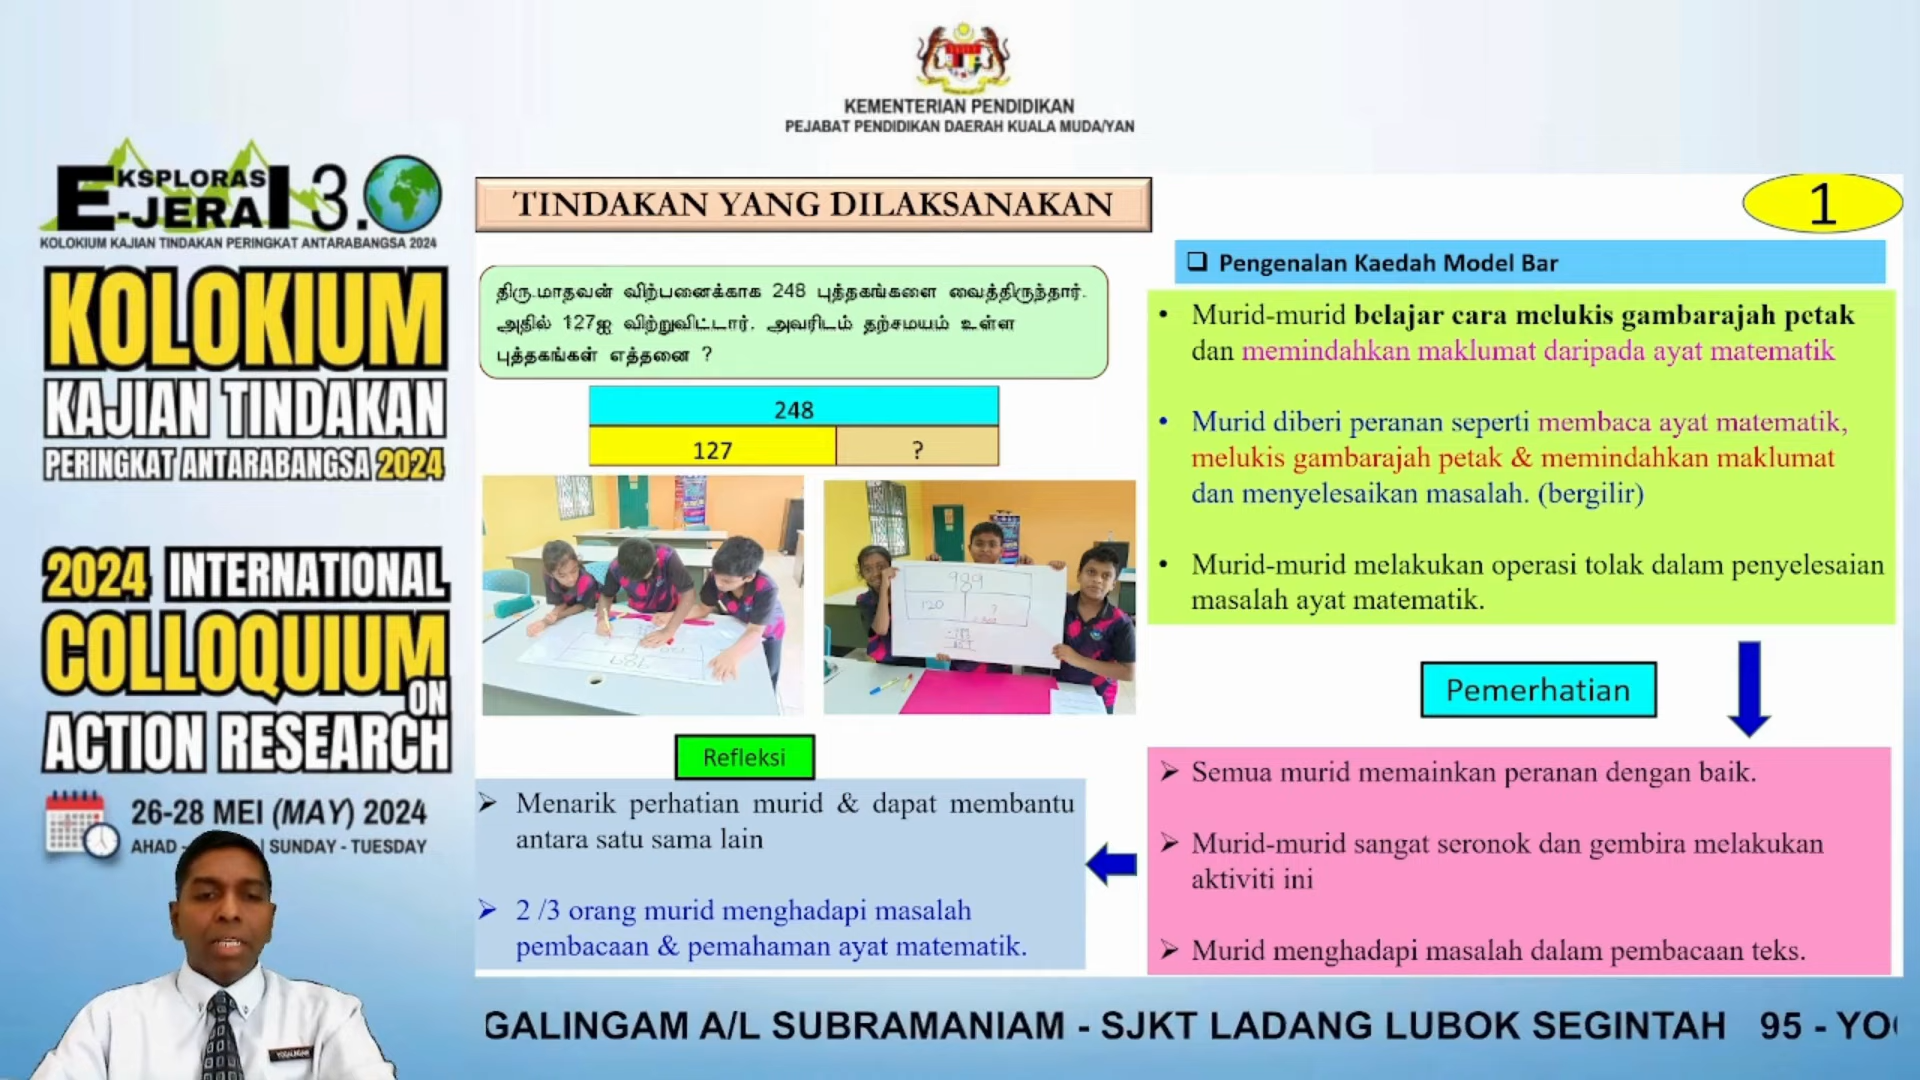 KEMENTERIAN PENDIDIKAN
PEJABAT PENDIDIKAN DAERAH KUALA MUDA/YAN
EKSPLORASI
E-JERAI 3.0
KOLOKIUM KAJIAN TINDAKAN PERINGKAT ANTARABANGSA 2024
KOLOKIUM
KAJIAN TINDAKAN
PERINGKAT ANTARABANGSA 2024
2024 INTERNATIONAL
COLLOQUIUM
ON
ACTION RESEARCH
26-28 MEI (MAY) 2024
AHAD - | SUNDAY - TUESDAY
YOGALINGAM
TINDAKAN YANG DILAKSANAKAN
1
திரு.மாதவன் விற்பனைக்காக 248 புத்தகங்களை வைத்திருந்தார்.
அதில் 127ஐ விற்றுவிட்டார். அவரிடம் தற்சமயம் உள்ள
புத்தகங்கள் எத்தனை ?
248
127 ?
989
120 ?
989
❑ Pengenalan Kaedah Model Bar
• Murid-murid belajar cara melukis gambarajah petak
dan memindahkan maklumat daripada ayat matematik
• Murid diberi peranan seperti membaca ayat matematik,
melukis gambarajah petak & memindahkan maklumat
dan menyelesaikan masalah. (bergilir)
• Murid-murid melakukan operasi tolak dalam penyelesaian
masalah ayat matematik.
Pemerhatian
➢ Semua murid memainkan peranan dengan baik.
➢ Murid-murid sangat seronok dan gembira melakukan
aktiviti ini
➢ Murid menghadapi masalah dalam pembacaan teks.
Refleksi
➢ Menarik perhatian murid & dapat membantu
antara satu sama lain
➢ 2 /3 orang murid menghadapi masalah
pembacaan & pemahaman ayat matematik.
GALINGAM A/L SUBRAMANIAM - SJKT LADANG LUBOK SEGINTAH 95 - YO